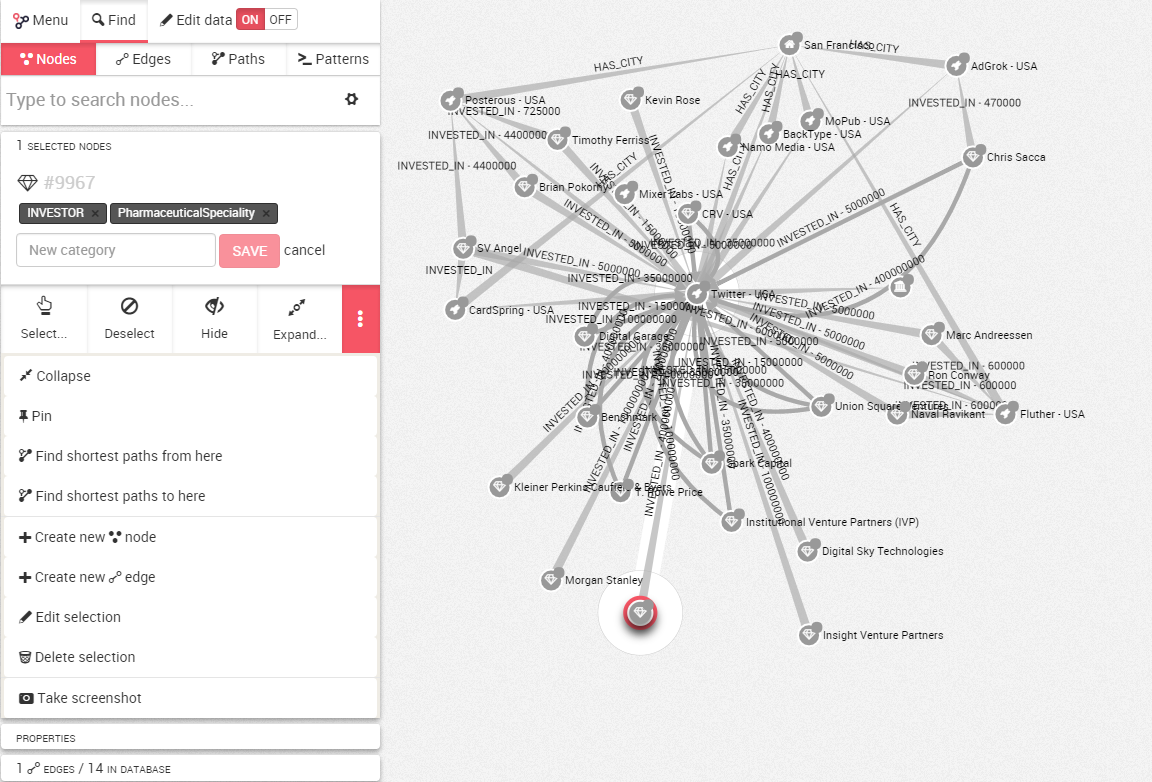 Menu
Find
Edit data ON OFF
Nodes
Edges
Paths
Patterns
Type to search nodes...
1 SELECTED NODES
#9967
INVESTOR ×
PharmaceuticalSpeciality ×
New category
SAVE
cancel
Select...
Deselect
Hide
Expand...
Collapse
Pin
Find shortest paths from here
Find shortest paths to here
Create new node
Create new edge
Edit selection
Delete selection
Take screenshot
PROPERTIES
1 EDGES / 14 IN DATABASE
San Francisco
HAS_CITY
HAS_CITY
AdGrok - USA
HAS_CITY
HAS_CITY
HAS_CITY
Posterous - USA
Kevin Rose
INVESTED_IN - 470000
INVESTED_IN - 725000
MoPub - USA
INVESTED_IN - 4400000
Timothy Ferriss
BackType - USA
Namo Media - USA
Chris Sacca
INVESTED_IN - 4400000
HAS_CITY
HAS_CITY
Brian Pokorny
Mixer Labs - USA
CRV - USA
INVESTED_IN - 5000000
HAS_CITY
INVESTED_IN - 5000000
SV Angel
INVESTED_IN - 5000000
INVESTED_IN
INVESTED_IN - 35000000
INVESTED_IN - 400000000
Twitter - USA
CardSpring - USA
INVESTED_IN - 100000000
INVESTED_IN - 5000000
Digital Garage
Marc Andreessen
INVESTED_IN - 15000000
INVESTED_IN - 5000000
INVESTED_IN - 600000
Ron Conway
INVESTED_IN - 35000000
INVESTED_IN - 600000
Union Square Ventures
Naval Ravikant
Fluther - USA
Benchmark
Spark Capital
Kleiner Perkins Caufield & Byers
T. Rowe Price
Institutional Venture Partners (IVP)
Digital Sky Technologies
Morgan Stanley
Insight Venture Partners